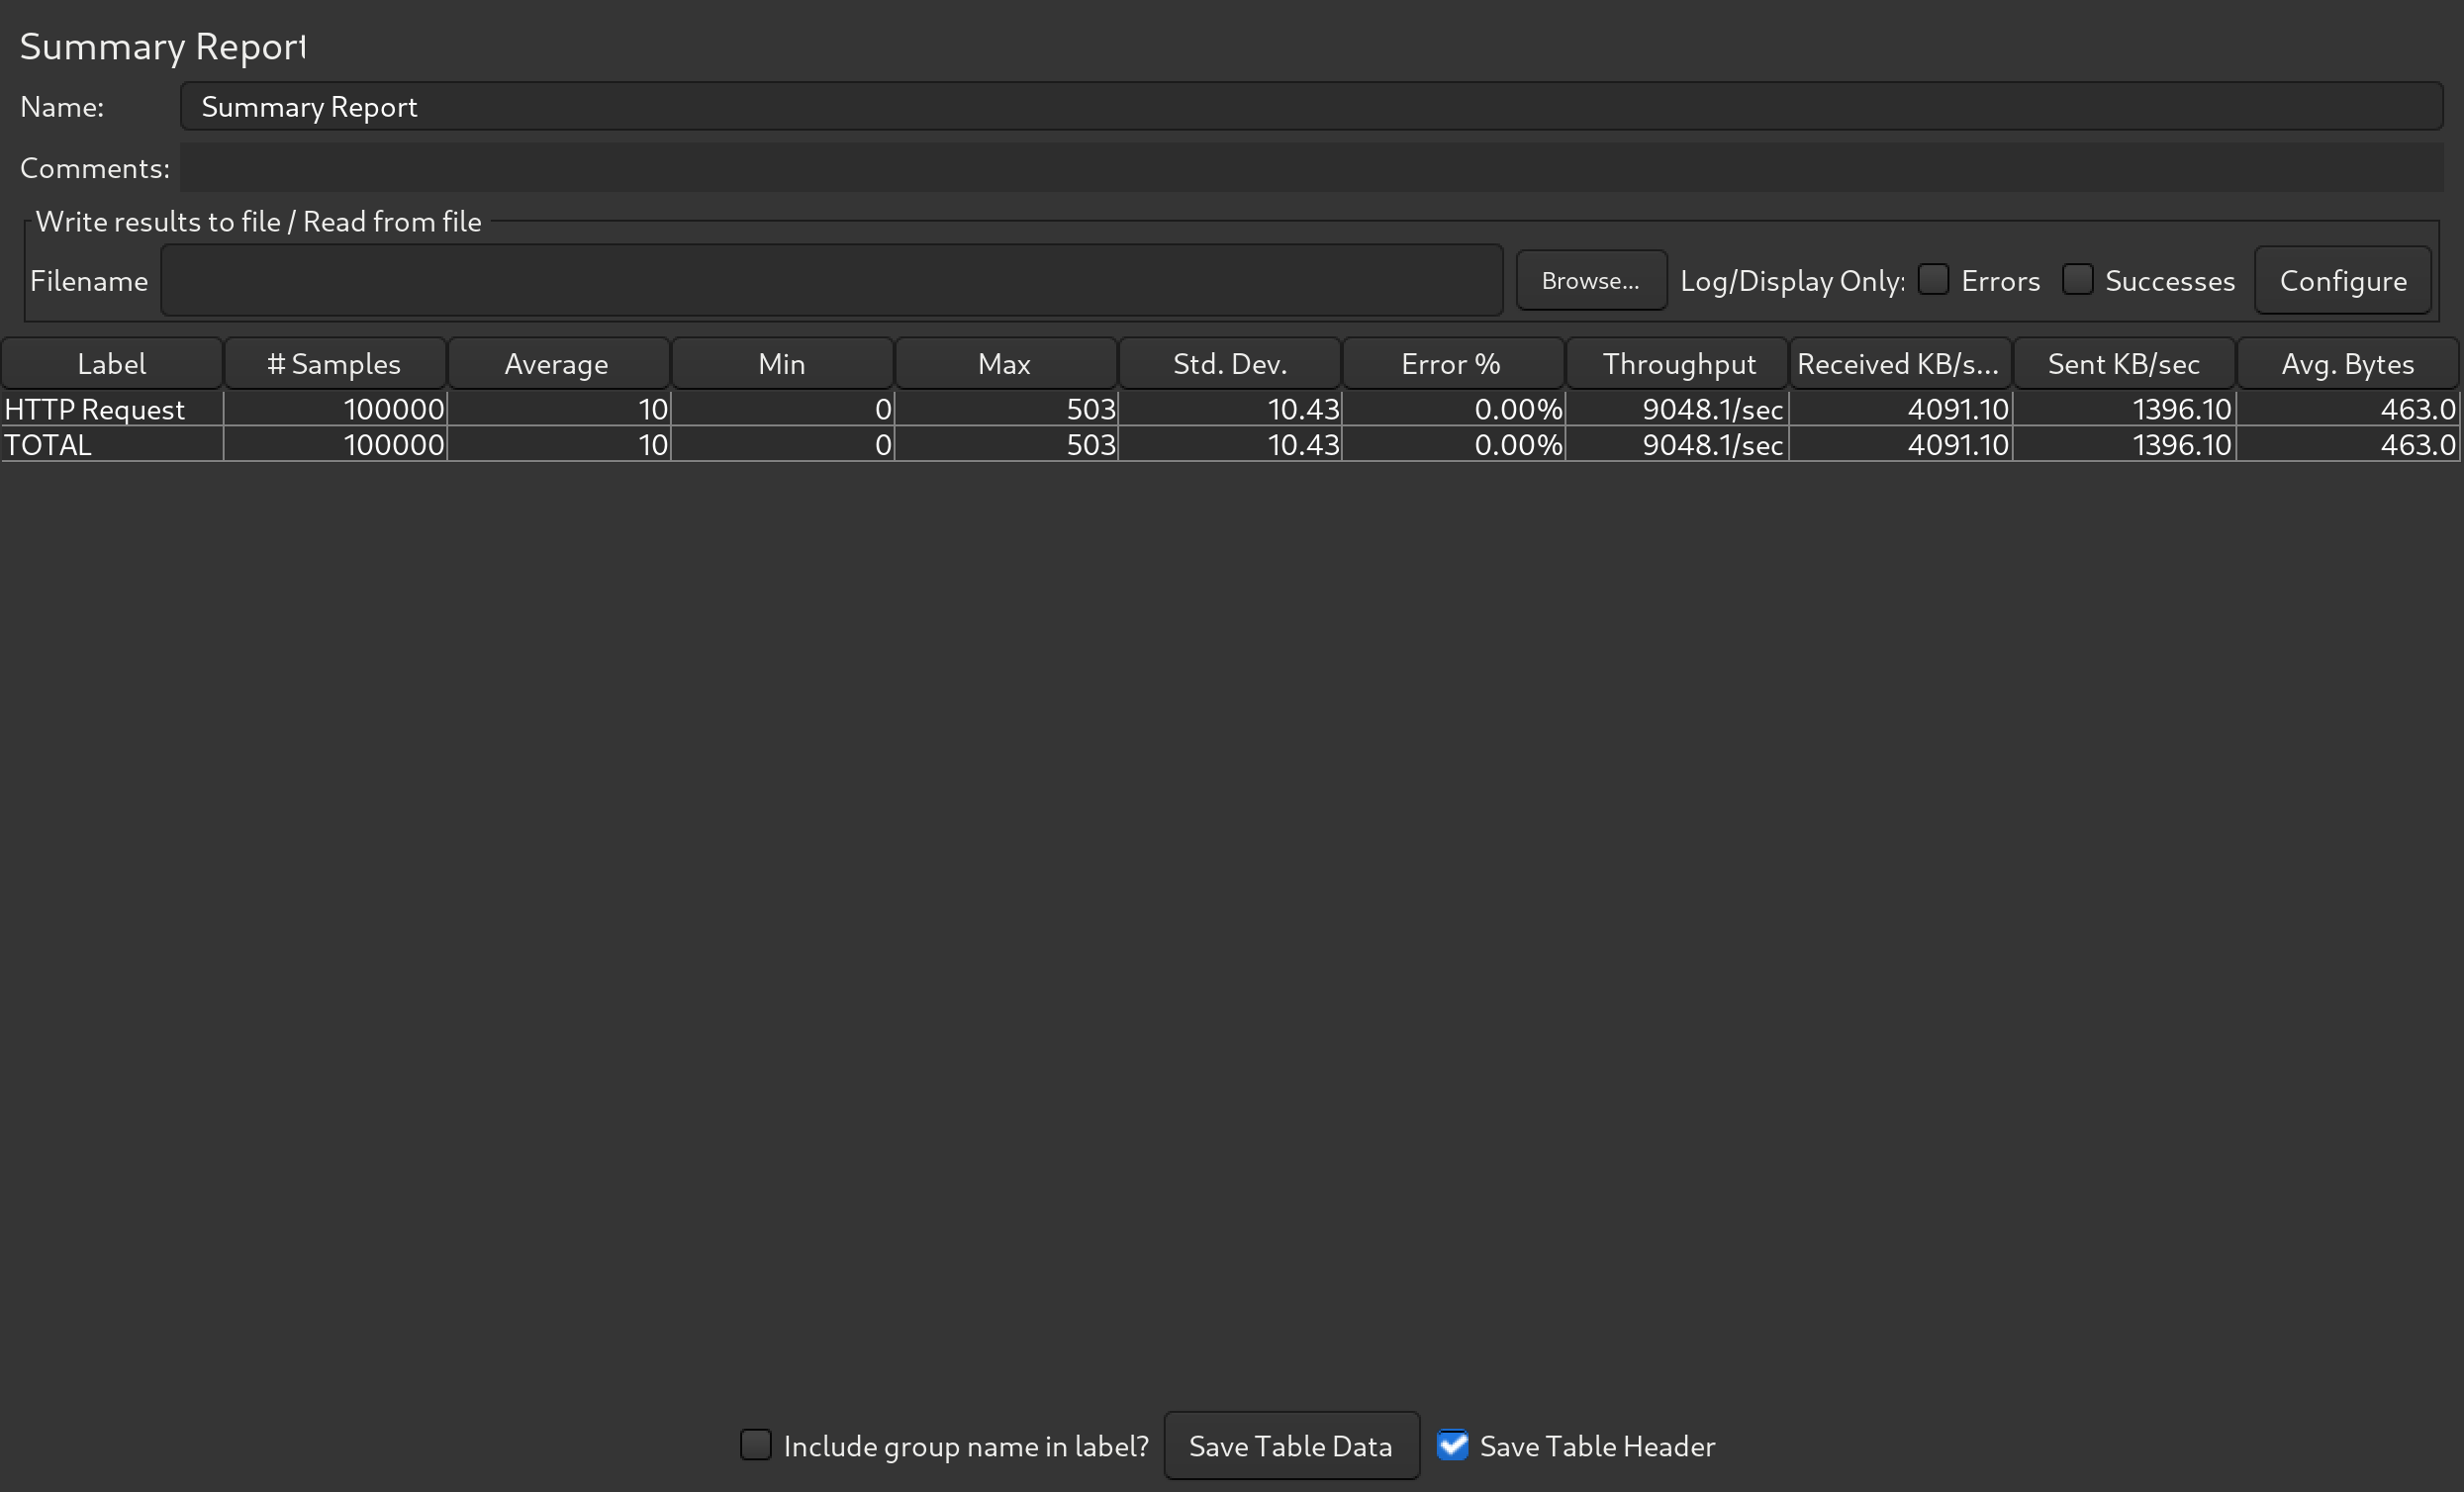 Summary Report
Name: Summary Report
Comments:
Write results to file / Read from file
Filename Browse... Log/Display Only: Errors Successes Configure
Label # Samples Average Min Max Std. Dev. Error % Throughput Received KB/s... Sent KB/sec Avg. Bytes
HTTP Request 100000 10 0 503 10.43 0.00% 9048.1/sec 4091.10 1396.10 463.0
TOTAL 100000 10 0 503 10.43 0.00% 9048.1/sec 4091.10 1396.10 463.0
Include group name in label? Save Table Data Save Table Header